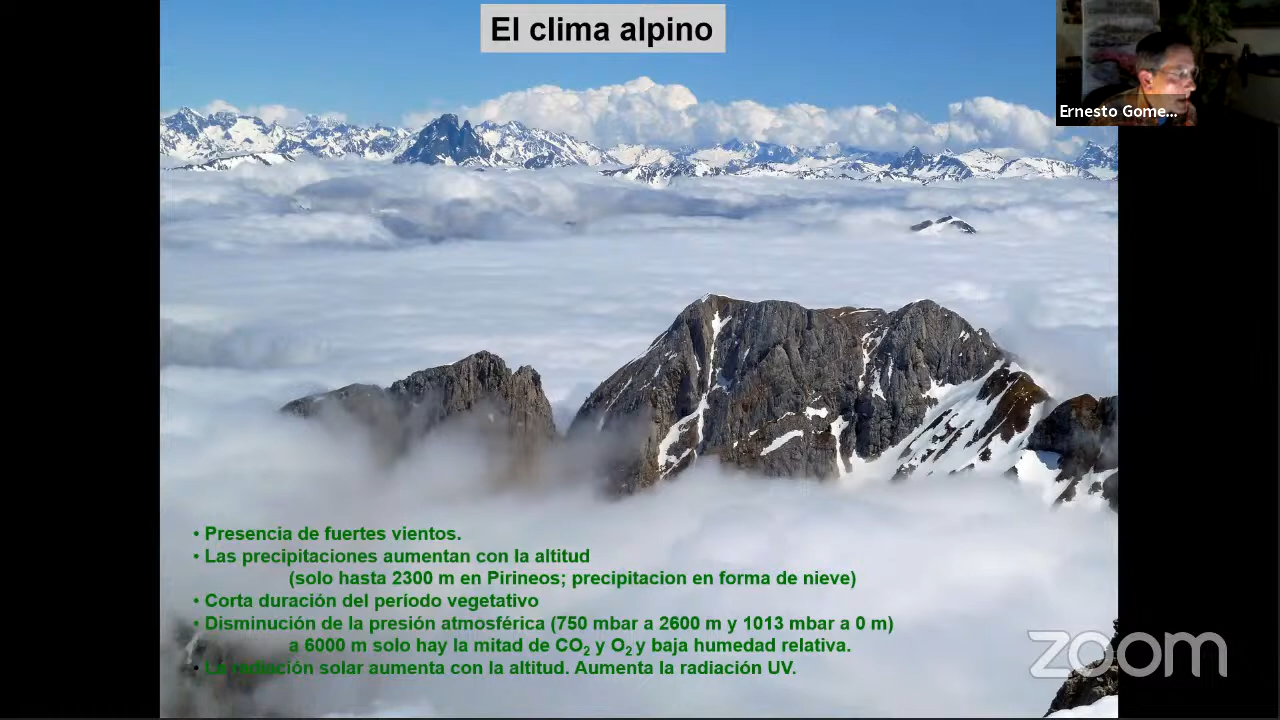 El clima alpino
Ernesto Gome...
• Presencia de fuertes vientos.
• Las precipitaciones aumentan con la altitud
(solo hasta 2300 m en Pirineos; precipitacion en forma de nieve)
• Corta duración del período vegetativo
• Disminución de la presión atmosférica (750 mbar a 2600 m y 1013 mbar a 0 m)
a 6000 m solo hay la mitad de CO₂ y O₂ y baja humedad relativa.
• La radiación solar aumenta con la altitud. Aumenta la radiación UV.
zoom